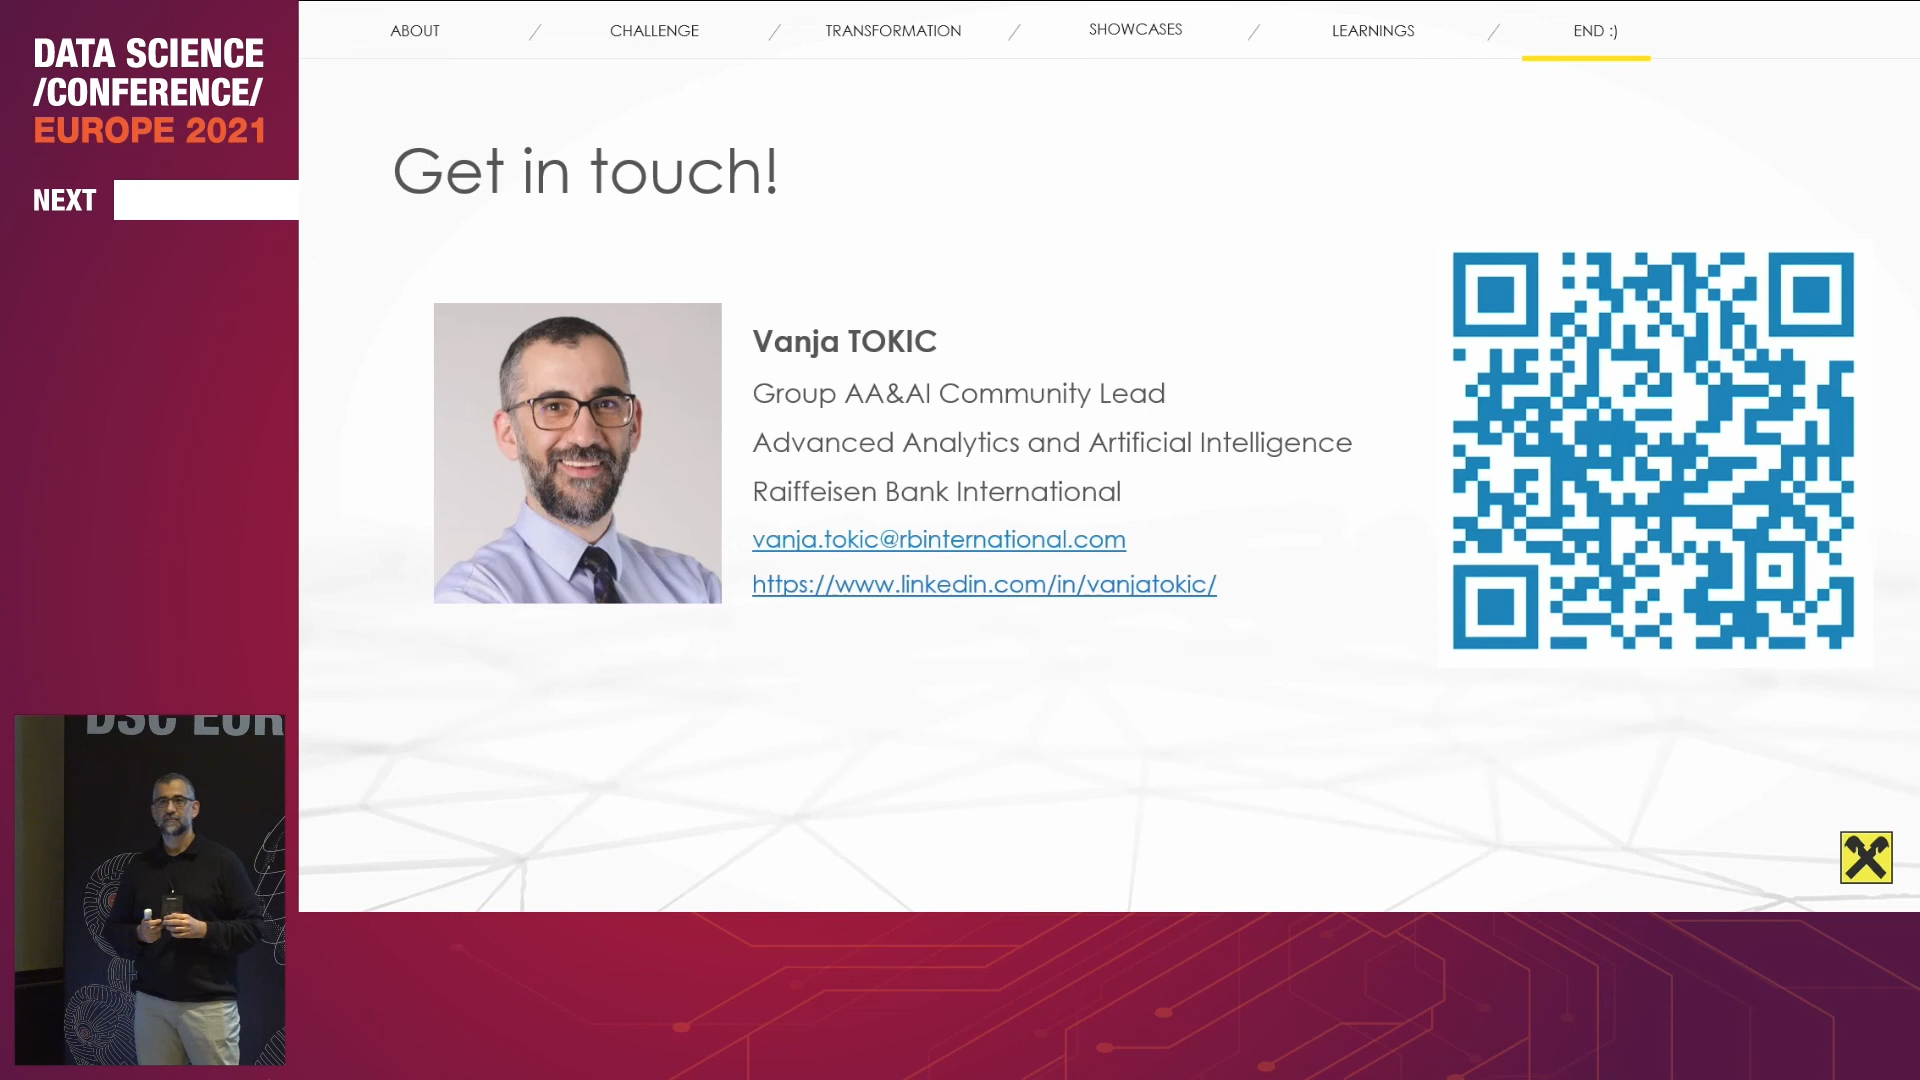 DATA SCIENCE
/CONFERENCE/
EUROPE 2021
NEXT
ABOUT / CHALLENGE / TRANSFORMATION / SHOWCASES / LEARNINGS / END :)
Get in touch!
Vanja TOKIC
Group AA&AI Community Lead
Advanced Analytics and Artificial Intelligence
Raiffeisen Bank International
vanja.tokic@rbinternational.com
https://www.linkedin.com/in/vanjatokic/
DSC EUR